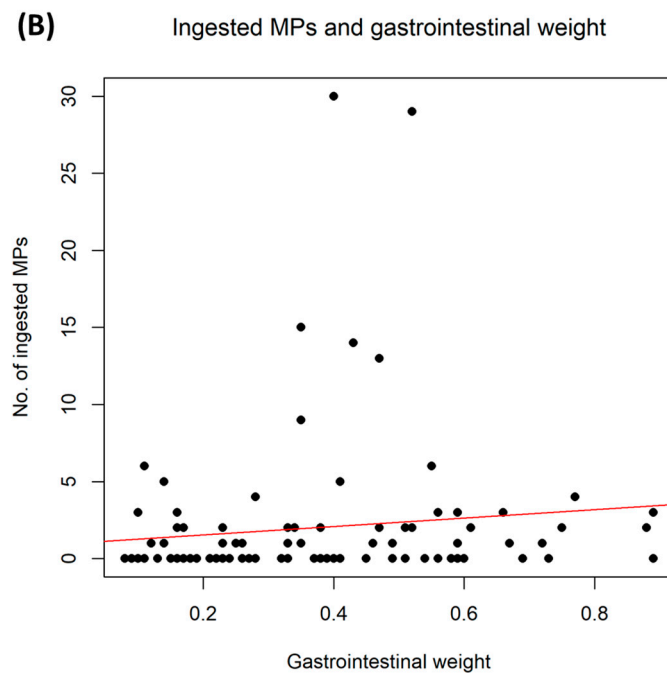 (B) Ingested MPs and gastrointestinal weight
No. of ingested MPs
30
25
20
15
10
5
0
0.2 0.4 0.6 0.8
Gastrointestinal weight